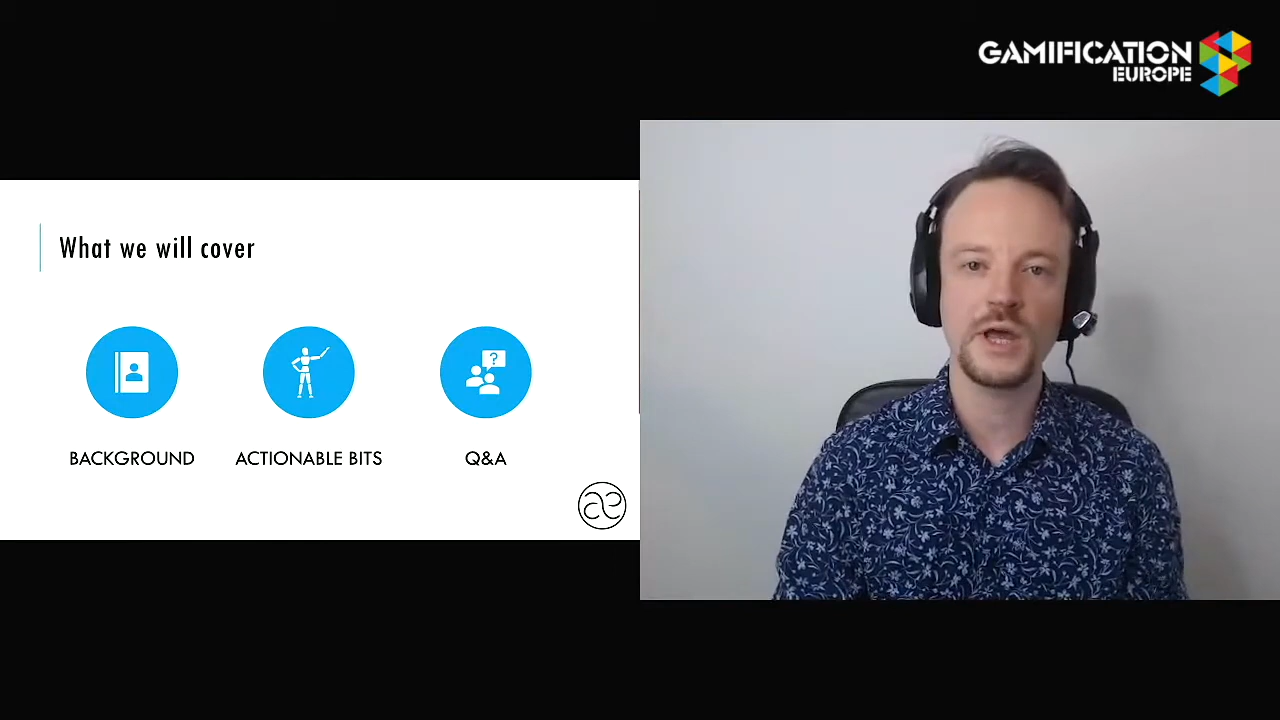 GAMIFICATION
EUROPE
What we will cover
?
BACKGROUND
ACTIONABLE BITS
Q&A